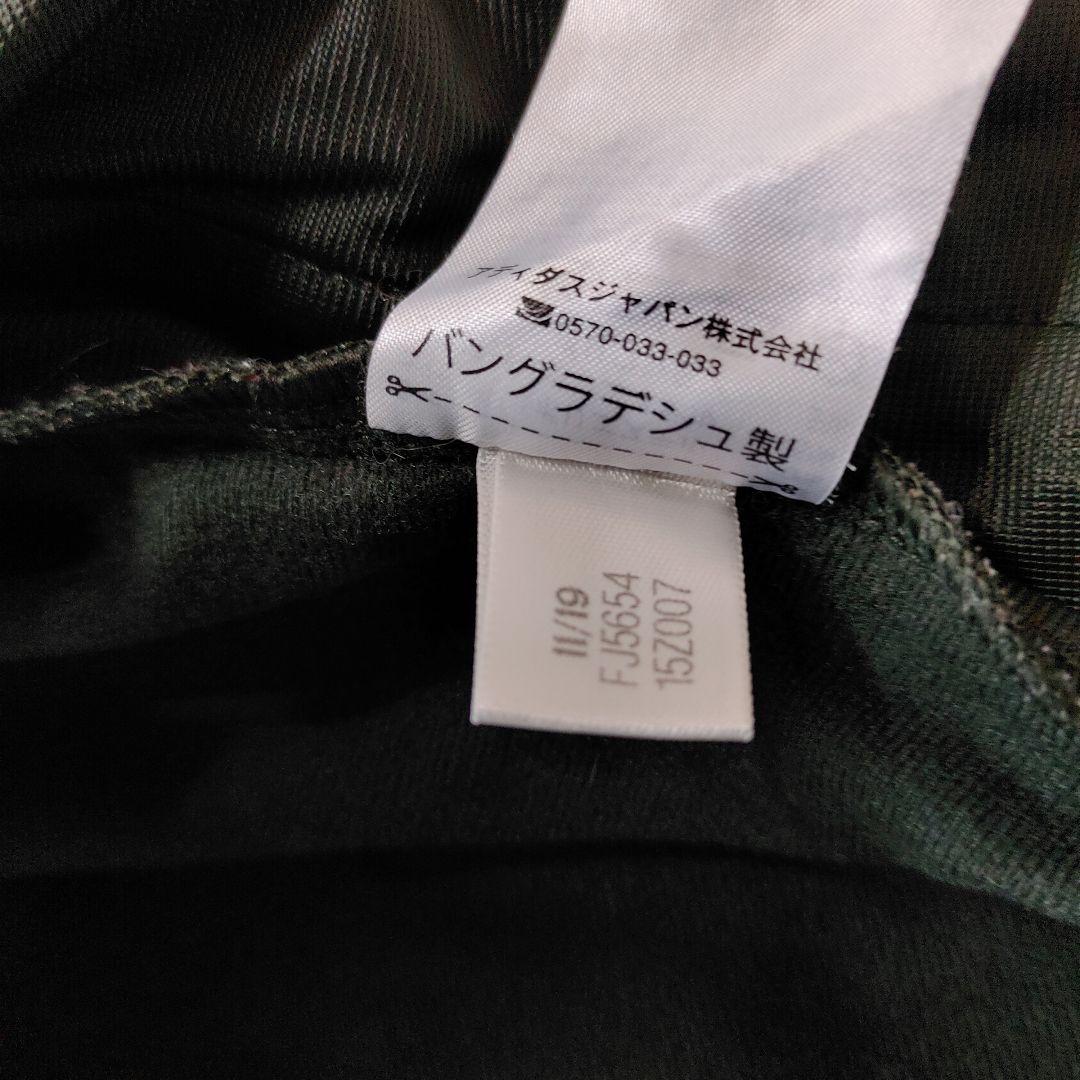 アディダスジャパン株式会社
0570-033-033
バングラデシュ製
11/19
FJ5654
15Z007